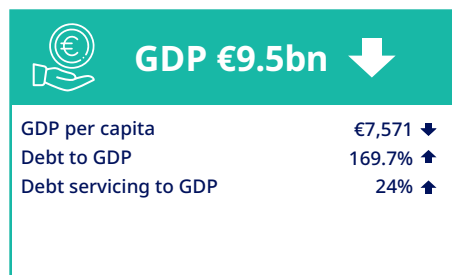 GDP €9.5bn
GDP per capita €7,571
Debt to GDP 169.7%
Debt servicing to GDP 24%